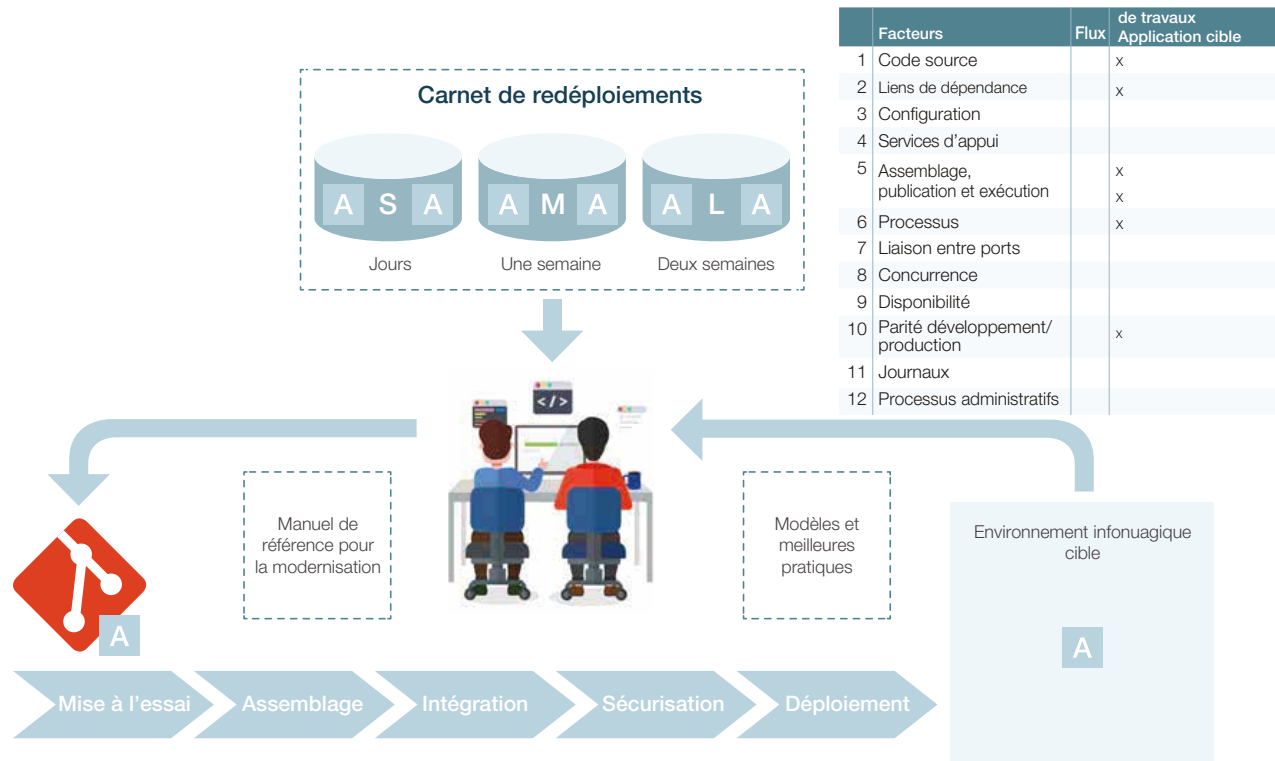 Carnet de redéploiements
A S A
A M A
A L A
Jours
Une semaine
Deux semaines
Facteurs Flux de travaux
Application cible
1 Code source x
2 Liens de dépendance x
3 Configuration
4 Services d'appui
5 Assemblage, x
publication et exécution x
6 Processus x
7 Liaison entre ports
8 Concurrence
9 Disponibilité
10 Parité développement/
production x
11 Journaux
12 Processus administratifs
</>
Manuel de
référence pour
la modernisation
Modèles et
meilleures
pratiques
Environnement infonuagique
cible
A
A
Mise à l'essai
Assemblage
Intégration
Sécurisation
Déploiement